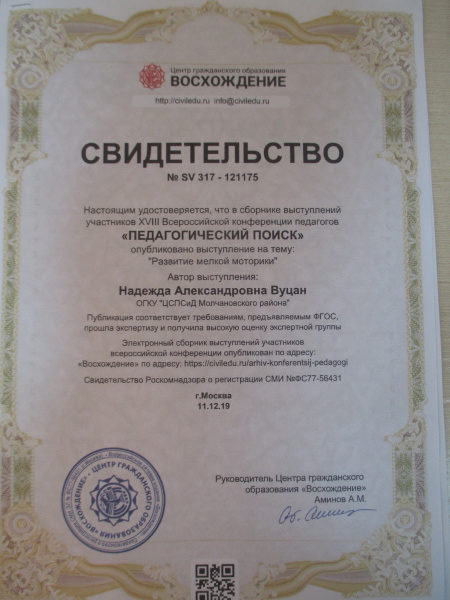 Центр гражданского образования
ВОСХОЖДЕНИЕ
http://civiledu.ru info@civiledu.ru
СВИДЕТЕЛЬСТВО
№ SV 317 - 121175
Настоящим удостоверяется, что в сборнике выступлений
участников XVIII Всероссийской конференции педагогов
«ПЕДАГОГИЧЕСКИЙ ПОИСК»
опубликовано выступление на тему:
"Развитие мелкой моторики"
Автор выступления:
Надежда Александровна Вуцан
ОГКУ "ЦСПСиД Молчановского района"
Публикация соответствует требованиям, предъявляемым ФГОС,
прошла экспертизу и получила высокую оценку экспертной группы
Электронный сборник выступлений участников
всероссийской конференции опубликован по адресу:
«Восхождение» по адресу: https://civiledu.ru/arhiv-konferentsij-pedagogi
Свидетельство Роскомнадзора о регистрации СМИ №ФС77-56431
г.Москва
11.12.19
Руководитель Центра гражданского
образования «Восхождение»
Аминов А.М.
«ВОСХОЖДЕНИЕ» • ЦЕНТР ГРАЖДАНСКОГО ОБРАЗОВАНИЯ